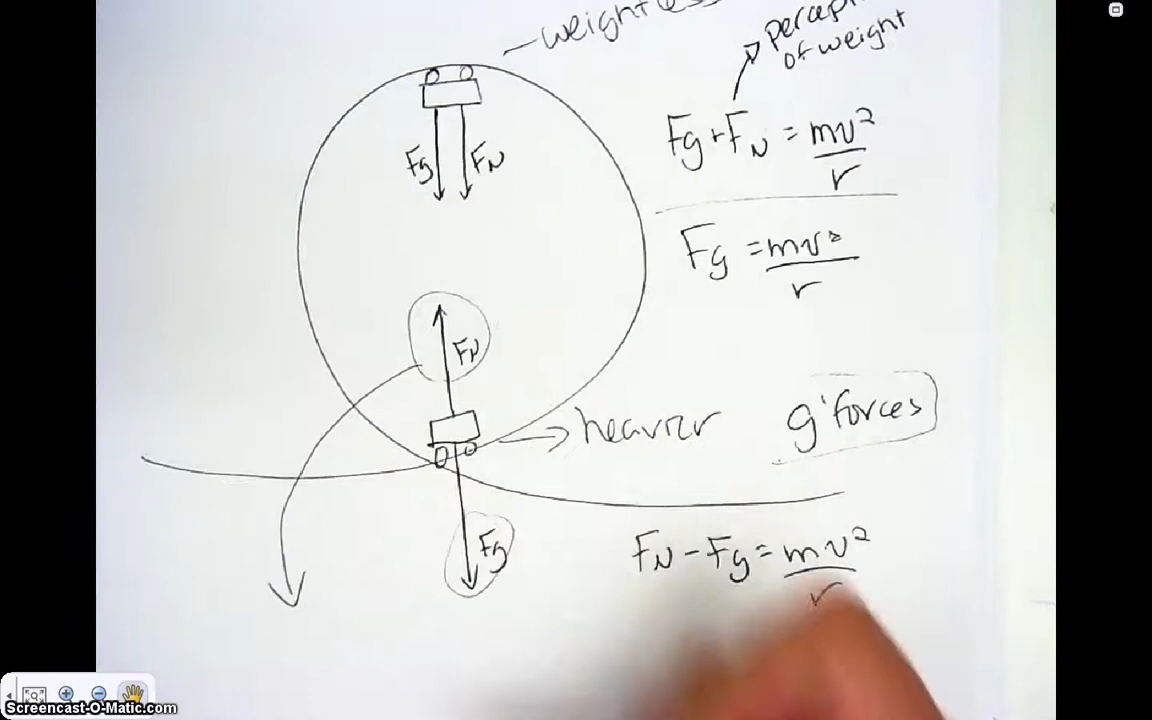 weightless
percept
of weight
Fg FN
Fg + FN = mv²
r
Fg = mv²
r
FN
heavier
g'forces
Fg
FN - Fg = mv²
r
Screencast-O-Matic.com